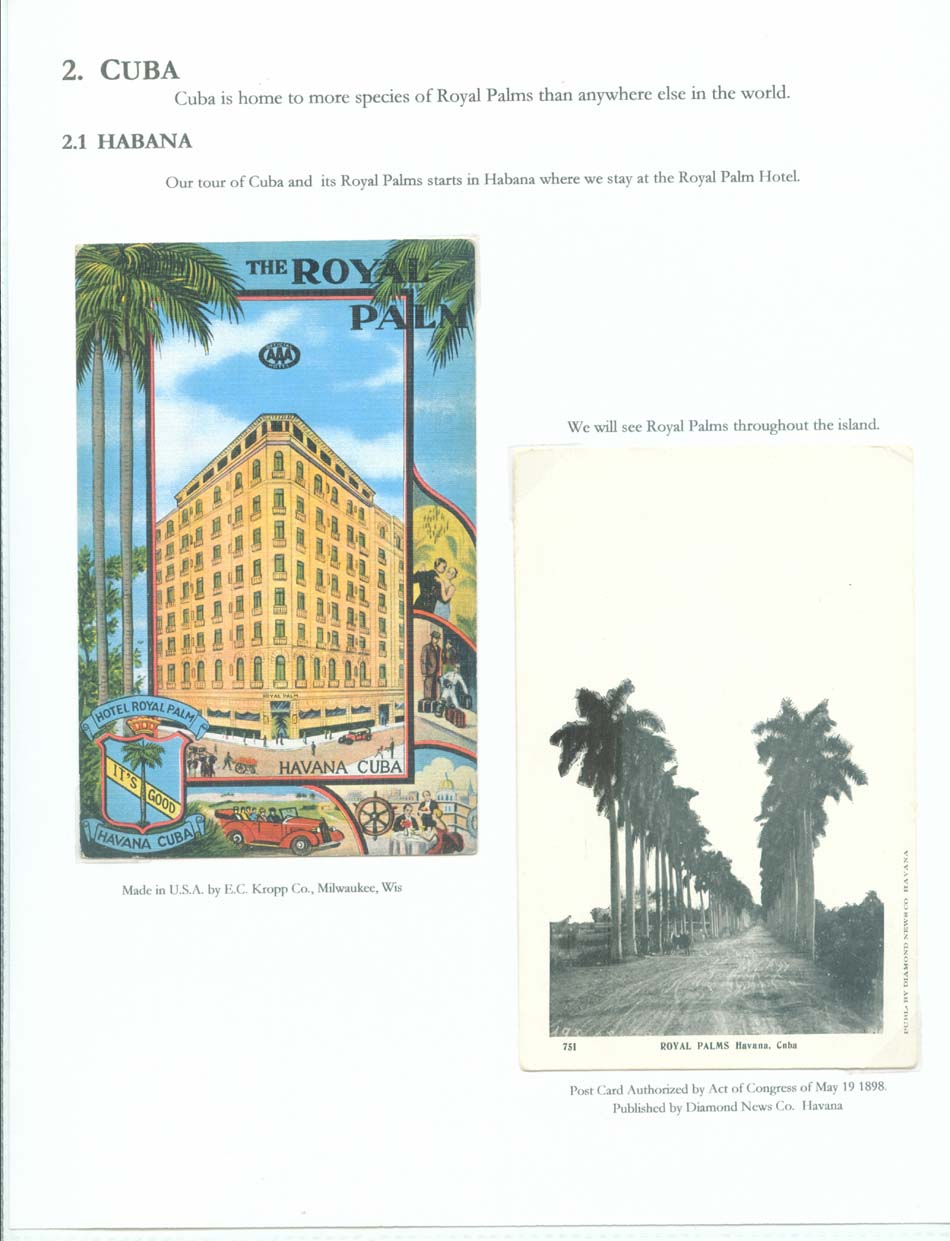 2. CUBA
Cuba is home to more species of Royal Palms than anywhere else in the world.
2.1 HABANA
Our tour of Cuba and its Royal Palms starts in Habana where we stay at the Royal Palm Hotel.
THE ROYAL
PALM
OFFICIAL
AAA
HOTEL
ROYAL PALM
HOTEL ROYAL PALM
IT'S GOOD
HAVANA CUBA
HAVANA CUBA
Made in U.S.A. by E.C. Kropp Co., Milwaukee, Wis
We will see Royal Palms throughout the island.
PUBL. BY DIAMOND NEWS CO. HAVANA
751 ROYAL PALMS Havana, Cuba
Post Card Authorized by Act of Congress of May 19 1898.
Published by Diamond News Co. Havana